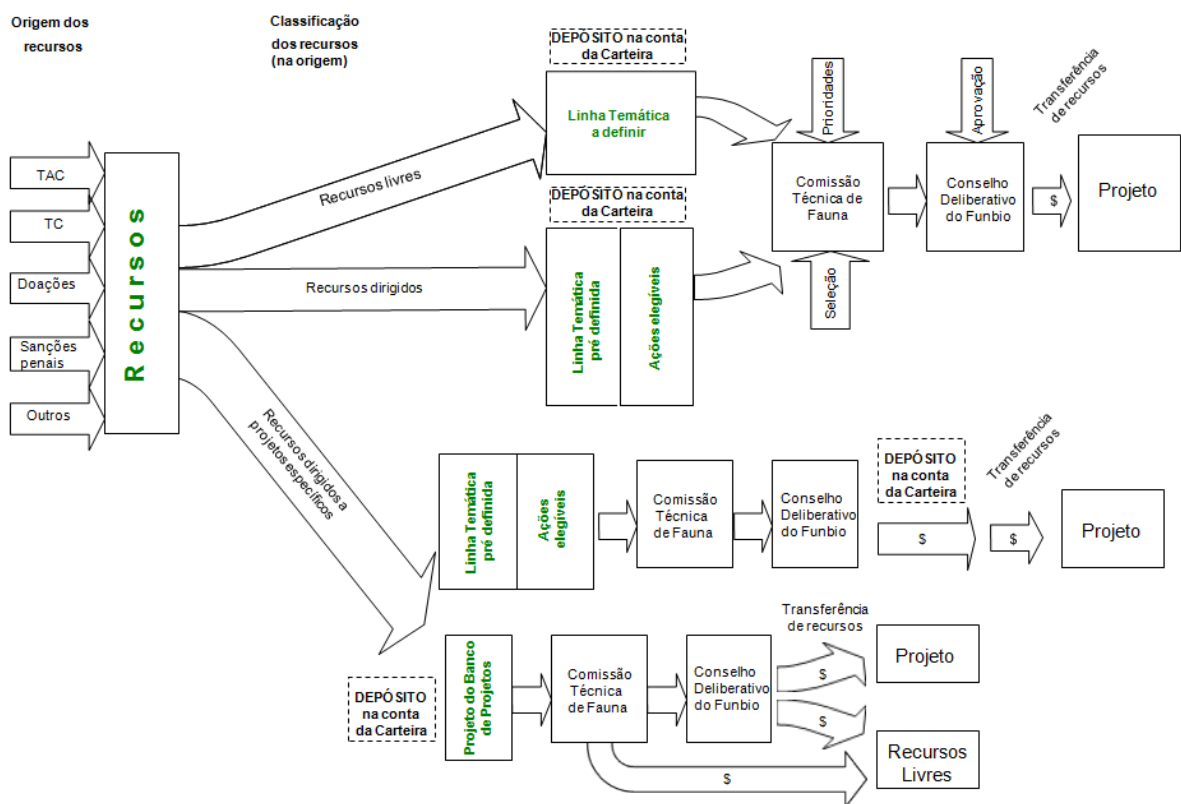 Origem dos
recursos
Classificação
dos recursos
(na origem)
TAC
TC
Doações
Sanções
penais
Outros
Recursos
Recursos livres
Recursos dirigidos
Recursos dirigidos a
projetos específicos
DEPÓSITO na conta
da Carteira
Linha Temática
a definir
DEPÓSITO na conta
da Carteira
Linha Temática
pré definida
Ações elegíveis
Prioridades
Comissão
Técnica de
Fauna
Seleção
Aprovação
Conselho
Deliberativo
do Funbio
Transferência
de recursos
$
Projeto
Linha Temática
pré definida
Ações
elegíveis
Comissão
Técnica
de Fauna
Conselho
Deliberativo
do Funbio
DEPÓSITO
na conta
da Carteira
$
Transferência
de recursos
$
Projeto
DEPÓSITO
na conta
da Carteira
Projeto do Banco
de Projetos
Comissão
Técnica
de Fauna
Conselho
Deliberativo
do Funbio
Transferência
de recursos
$
Projeto
$
$
Recursos
Livres